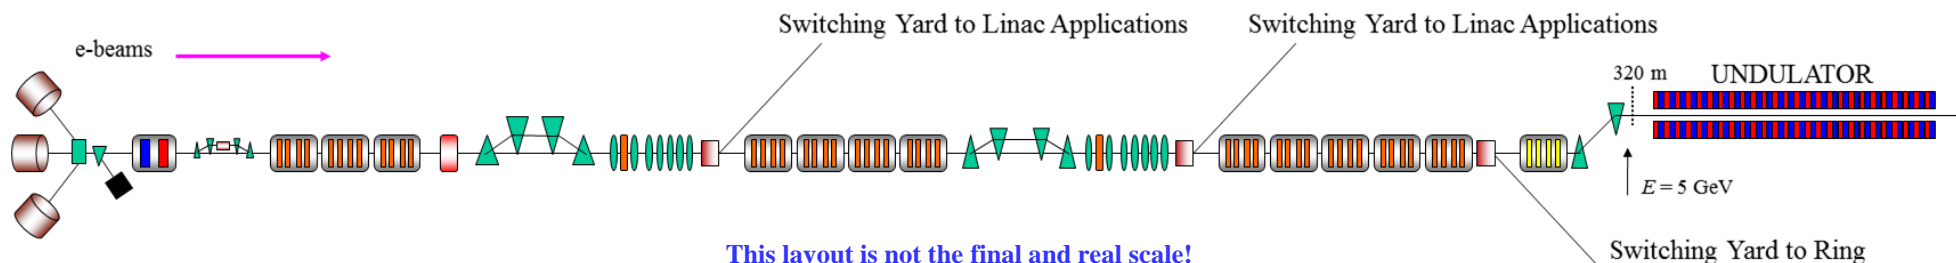 Switching Yard to Linac Applications
Switching Yard to Linac Applications
e-beams
320 m
UNDULATOR
E = 5 GeV
This layout is not the final and real scale!
Switching Yard to Ring